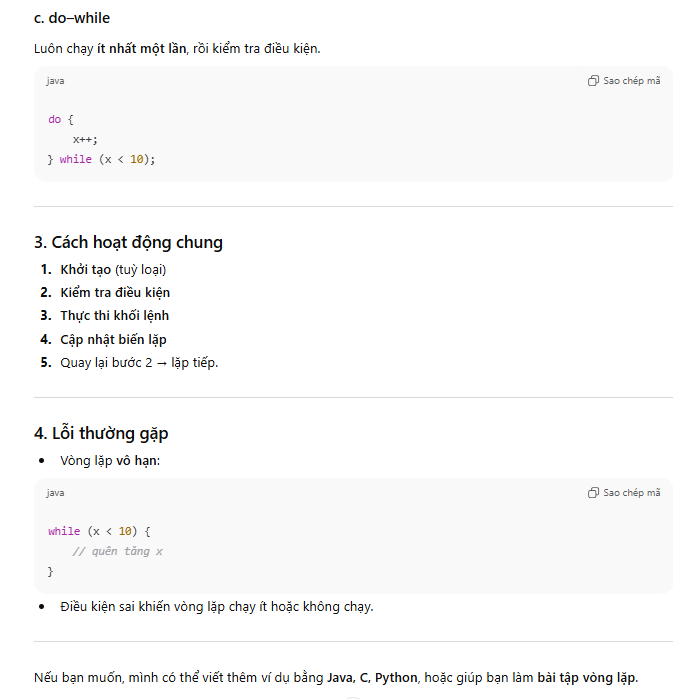 c. do–while
Luôn chạy ít nhất một lần, rồi kiểm tra điều kiện.
java
Sao chép mã
do {
    x++;
} while (x < 10);
3. Cách hoạt động chung
1. Khởi tạo (tuỳ loại)
2. Kiểm tra điều kiện
3. Thực thi khối lệnh
4. Cập nhật biến lặp
5. Quay lại bước 2 → lặp tiếp.
4. Lỗi thường gặp
• Vòng lặp vô hạn:
java
Sao chép mã
while (x < 10) {
    // quên tăng x
}
• Điều kiện sai khiến vòng lặp chạy ít hoặc không chạy.
Nếu bạn muốn, mình có thể viết thêm ví dụ bằng Java, C, Python, hoặc giúp bạn làm bài tập vòng lặp.